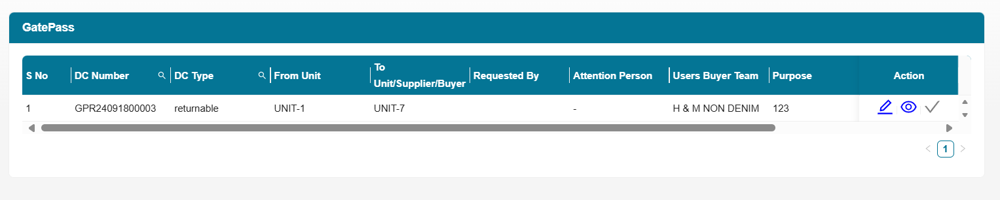 GatePass
S No DC Number DC Type From Unit To Unit/Supplier/Buyer Requested By Attention Person Users Buyer Team Purpose Action
1 GPR24091800003 returnable UNIT-1 UNIT-7 - H & M NON DENIM 123
1